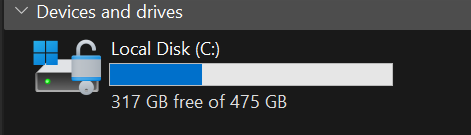 Devices and drives
Local Disk (C:)
317 GB free of 475 GB